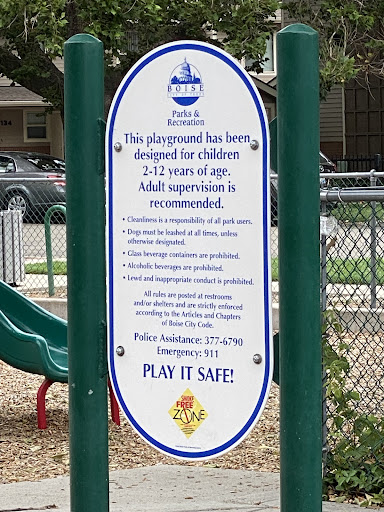 BOISE
CITY OF TREES
Parks &
Recreation
This playground has been
designed for children
2-12 years of age.
Adult supervision is
recommended.
• Cleanliness is a responsibility of all park users.
• Dogs must be leashed at all times, unless
otherwise designated.
• Glass beverage containers are prohibited.
• Alcoholic beverages are prohibited.
• Lewd and inappropriate conduct is prohibited.
All rules are posted at restrooms
and/or shelters and are strictly enforced
according to the Articles and Chapters
of Boise City Code.
Police Assistance: 377-6790
Emergency: 911
PLAY IT SAFE!
SMOKE
FREE
ZONE